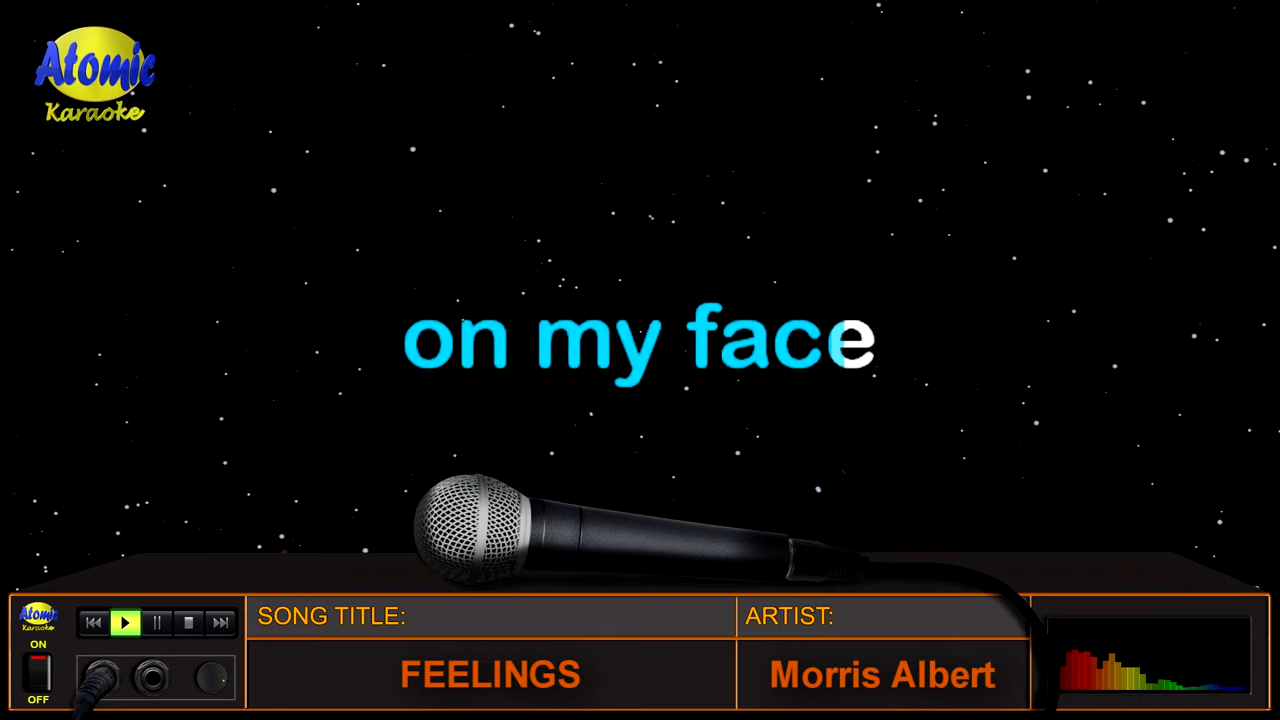 Atomic
Karaoke
on my face
Atomic
Karaoke
ON
OFF
SONG TITLE:
ARTIST:
FEELINGS
Morris Albert